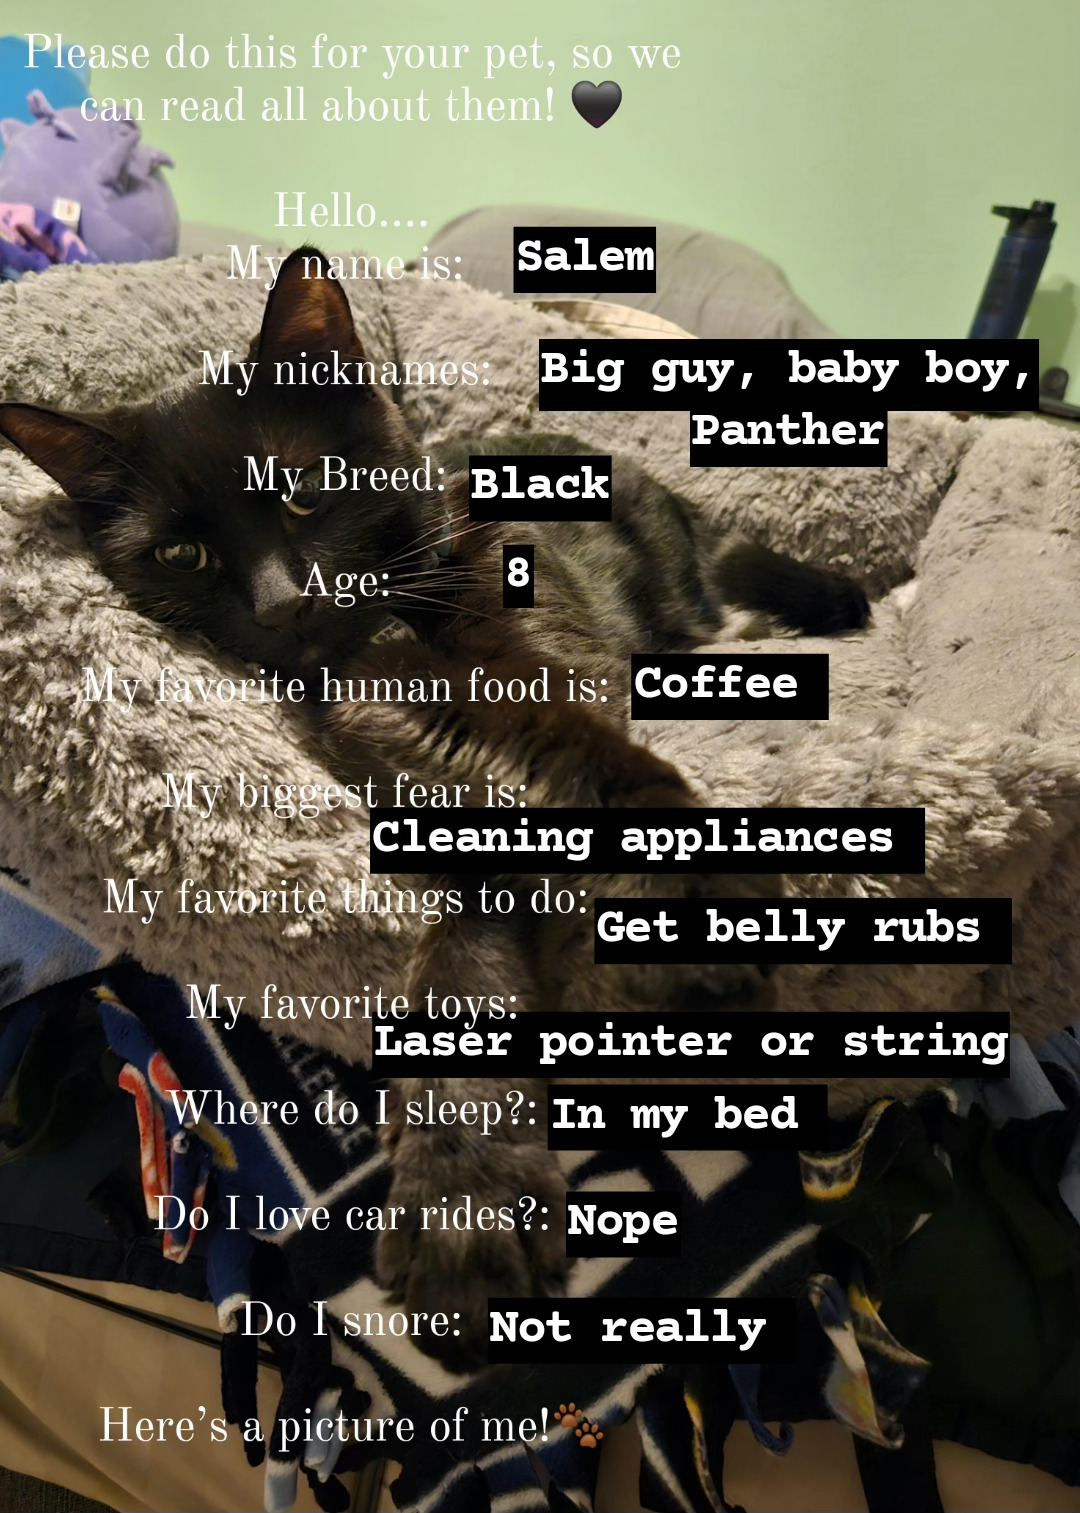 Please do this for your pet, so we
can read all about them! 🖤
Hello....
My name is: Salem
My nicknames: Big guy, baby boy,
Panther
My Breed: Black
Age: 8
My favorite human food is: Coffee
My biggest fear is:
Cleaning appliances
My favorite things to do: Get belly rubs
My favorite toys:
Laser pointer or string
Where do I sleep?: In my bed
Do I love car rides?: Nope
Do I snore: Not really
Here’s a picture of me!🐾